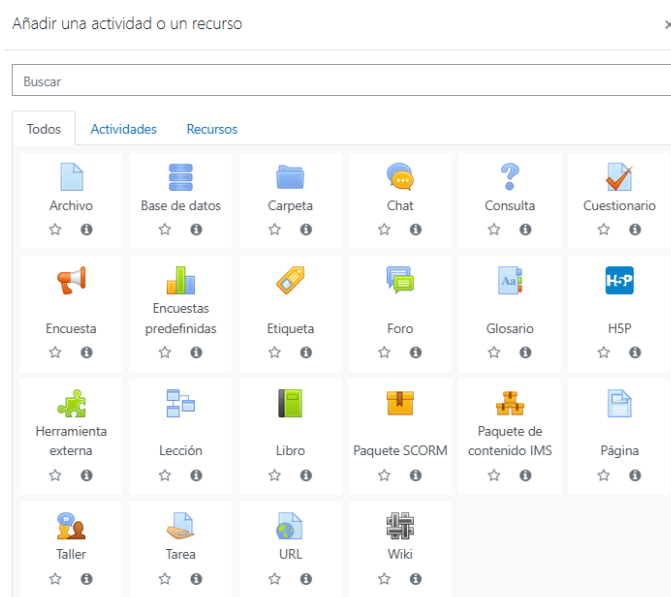 Añadir una actividad o un recurso
×
Buscar
Todos Actividades Recursos
Archivo Base de datos Carpeta Chat Consulta Cuestionario
Encuesta Encuestas predefinidas Etiqueta Foro Glosario H5P
Aa
H5P
Herramienta externa Lección Libro Paquete SCORM Paquete de contenido IMS Página
Taller Tarea URL Wiki